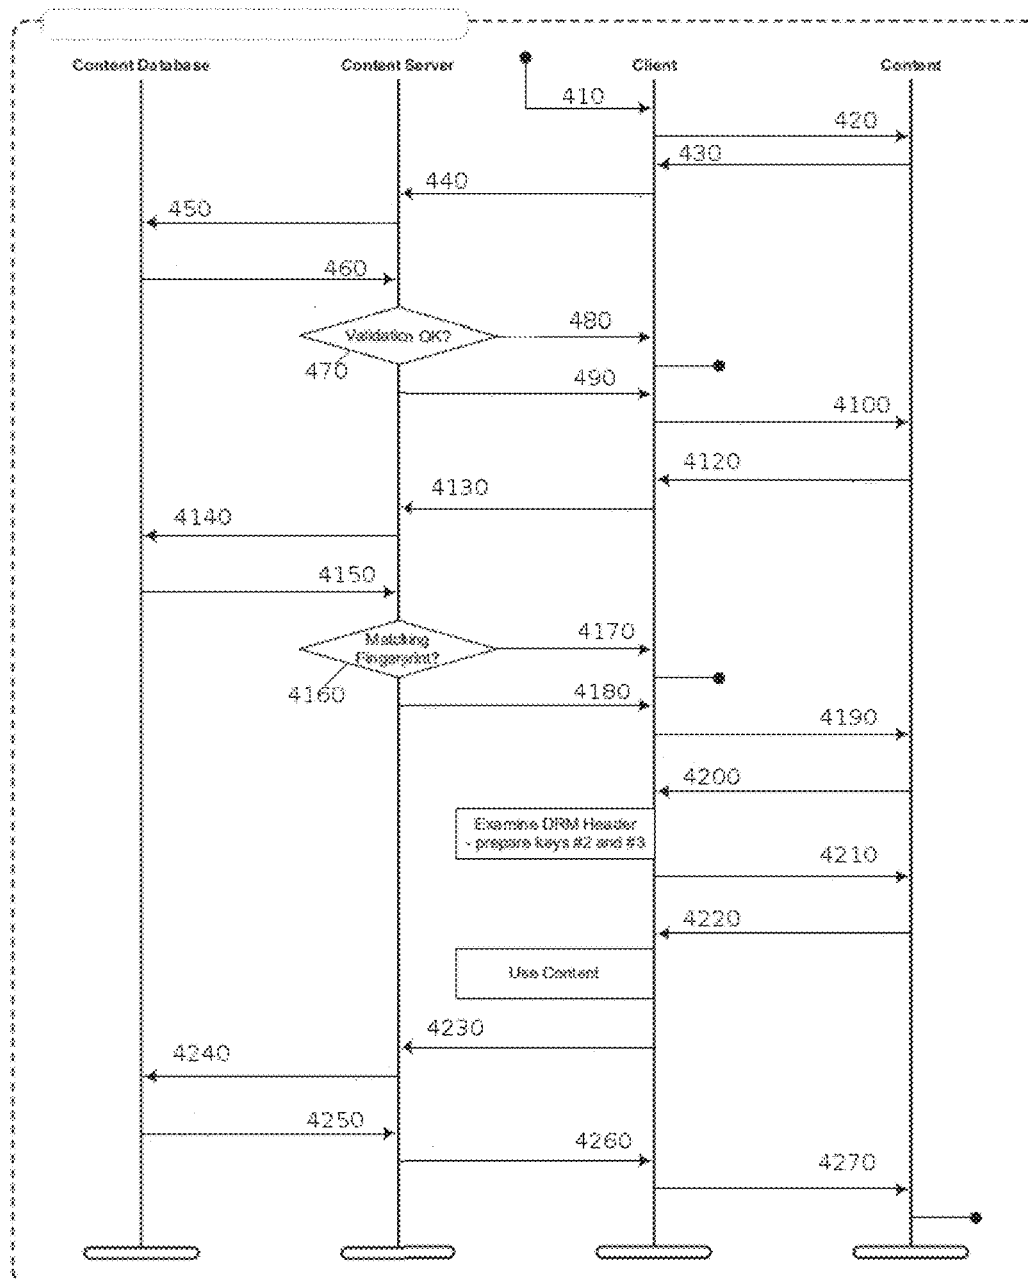 Content Database
Content Server
Client
Content
410
420
430
440
450
460
Validation OK?
480
470
490
4100
4120
4130
4140
4150
Matching
Fingerprint?
4170
4160
4180
4190
4200
Examine DRM Header
- prepare keys #2 and #3
4210
4220
Use Content
4230
4240
4250
4260
4270